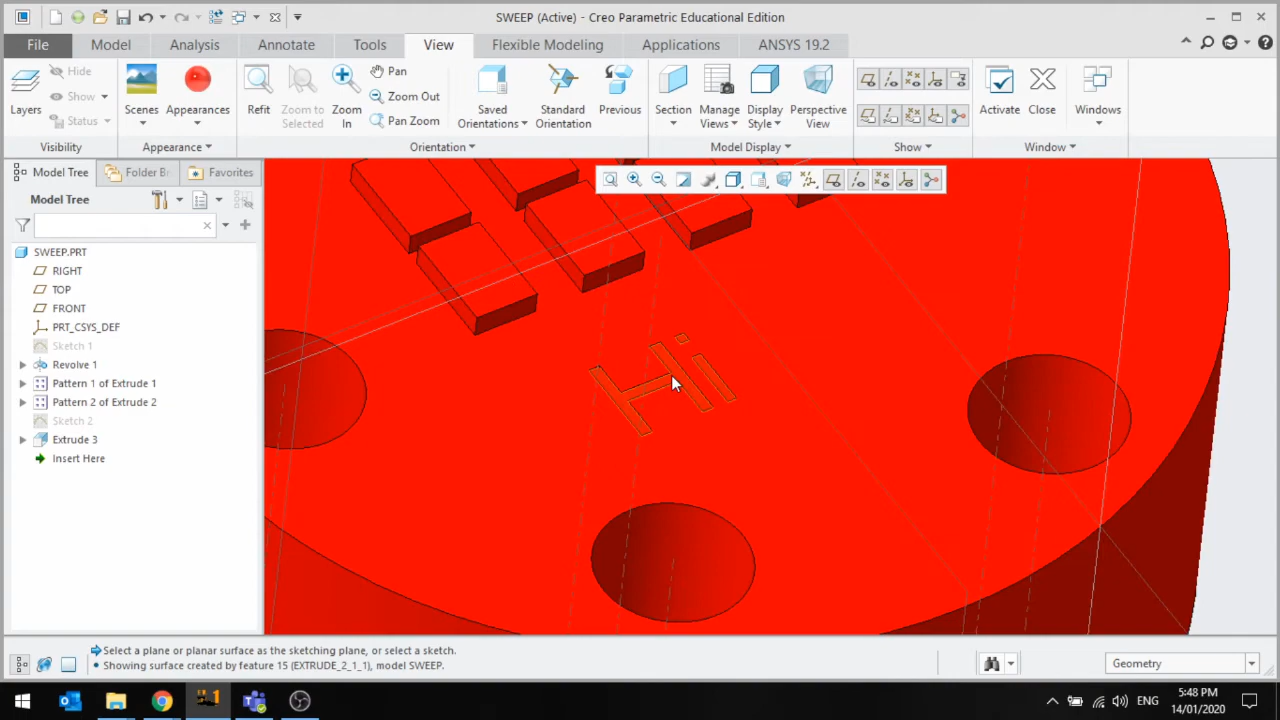 SWEEP (Active) - Creo Parametric Educational Edition
File Model Analysis Annotate Tools View Flexible Modeling Applications ANSYS 19.2
Layers
Hide
Show
Status
Visibility
Scenes
Appearances
Appearance
Refit
Zoom to Selected
Zoom In
Pan
Zoom Out
Pan Zoom
Saved Orientations
Standard Orientation
Previous
Orientation
Section
Manage Views
Display Style
Perspective View
Model Display
Show
Activate
Close
Windows
Window
Model Tree
Folder Br
Favorites
Model Tree
SWEEP.PRT
RIGHT
TOP
FRONT
PRT_CSYS_DEF
Sketch 1
Revolve 1
Pattern 1 of Extrude 1
Pattern 2 of Extrude 2
Sketch 2
Extrude 3
Insert Here
Hi
Select a plane or planar surface as the sketching plane, or select a sketch.
• Showing surface created by feature 15 (EXTRUDE_2_1_1), model SWEEP.
Geometry
ENG
5:48 PM
14/01/2020